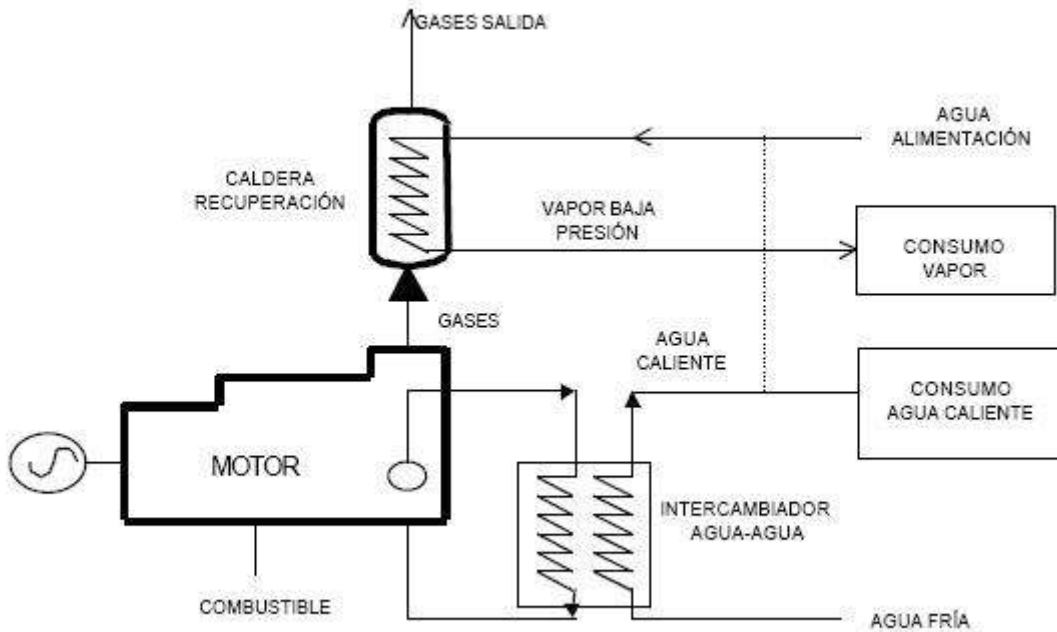 GASES SALIDA
AGUA
ALIMENTACIÓN
CALDERA
RECUPERACIÓN
VAPOR BAJA
PRESIÓN
CONSUMO
VAPOR
GASES
AGUA
CALIENTE
CONSUMO
AGUA CALIENTE
MOTOR
INTERCAMBIADOR
AGUA-AGUA
COMBUSTIBLE
AGUA FRÍA